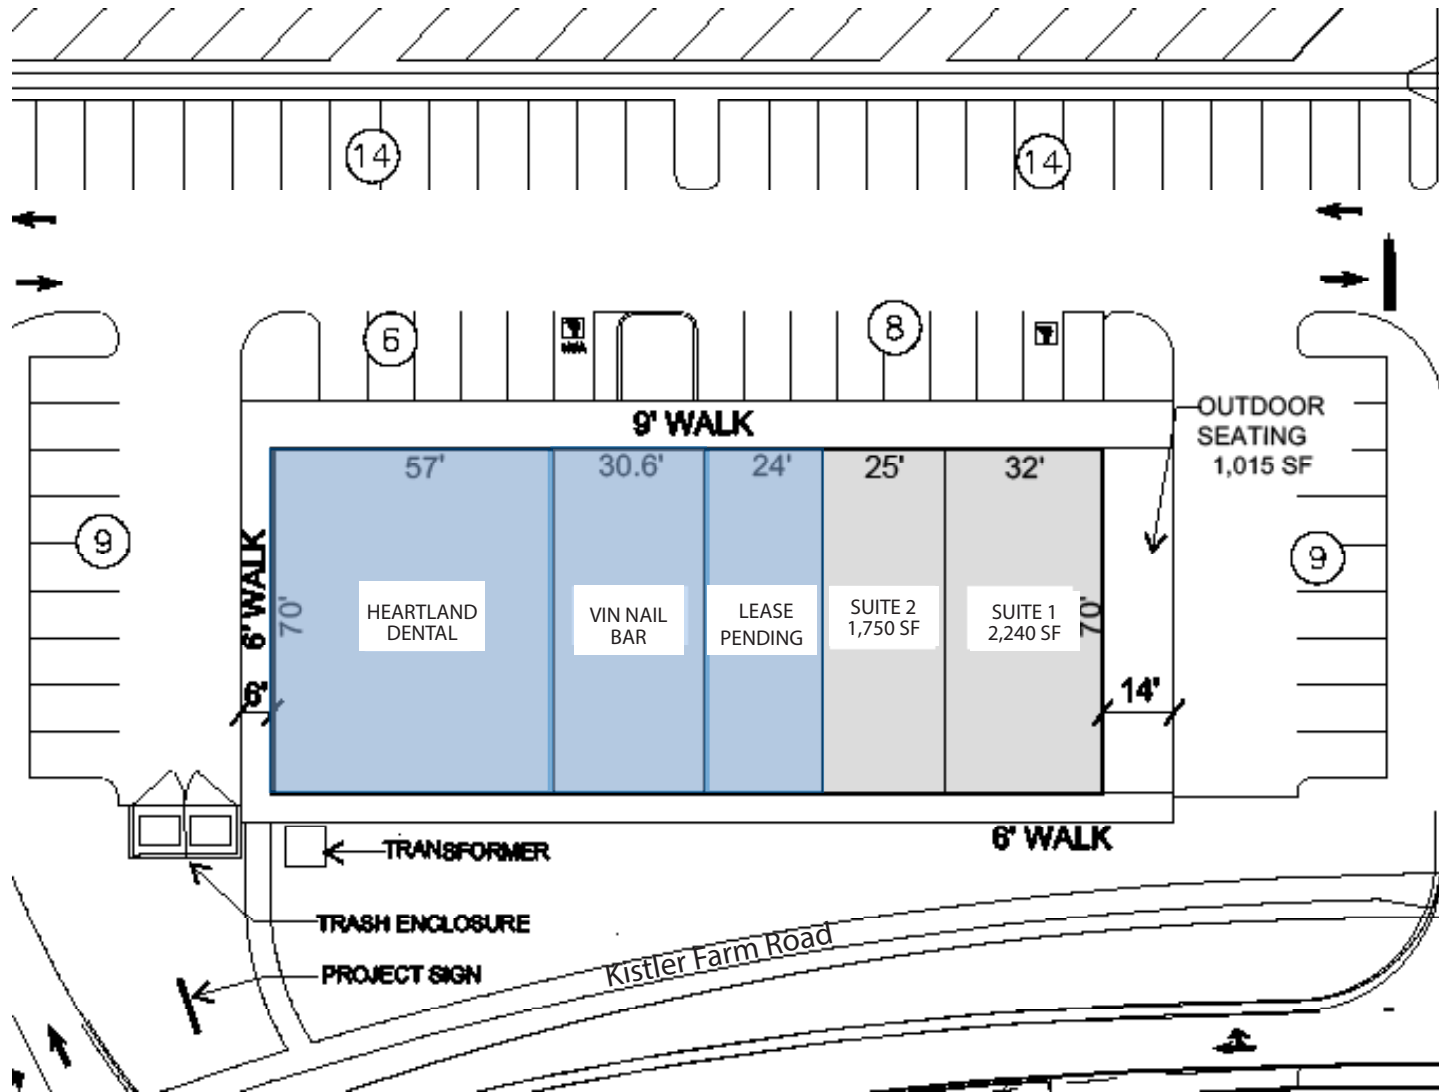 14
14
6
8
9' WALK
OUTDOOR
SEATING
1,015 SF
57'
30.6'
24'
25'
32'
9
9
6' WALK
70'
HEARTLAND
DENTAL
VIN NAIL
BAR
LEASE
PENDING
SUITE 2
1,750 SF
SUITE 1
2,240 SF
70'
6'
14'
6' WALK
TRANSFORMER
TRASH ENCLOSURE
Kistler Farm Road
PROJECT SIGN